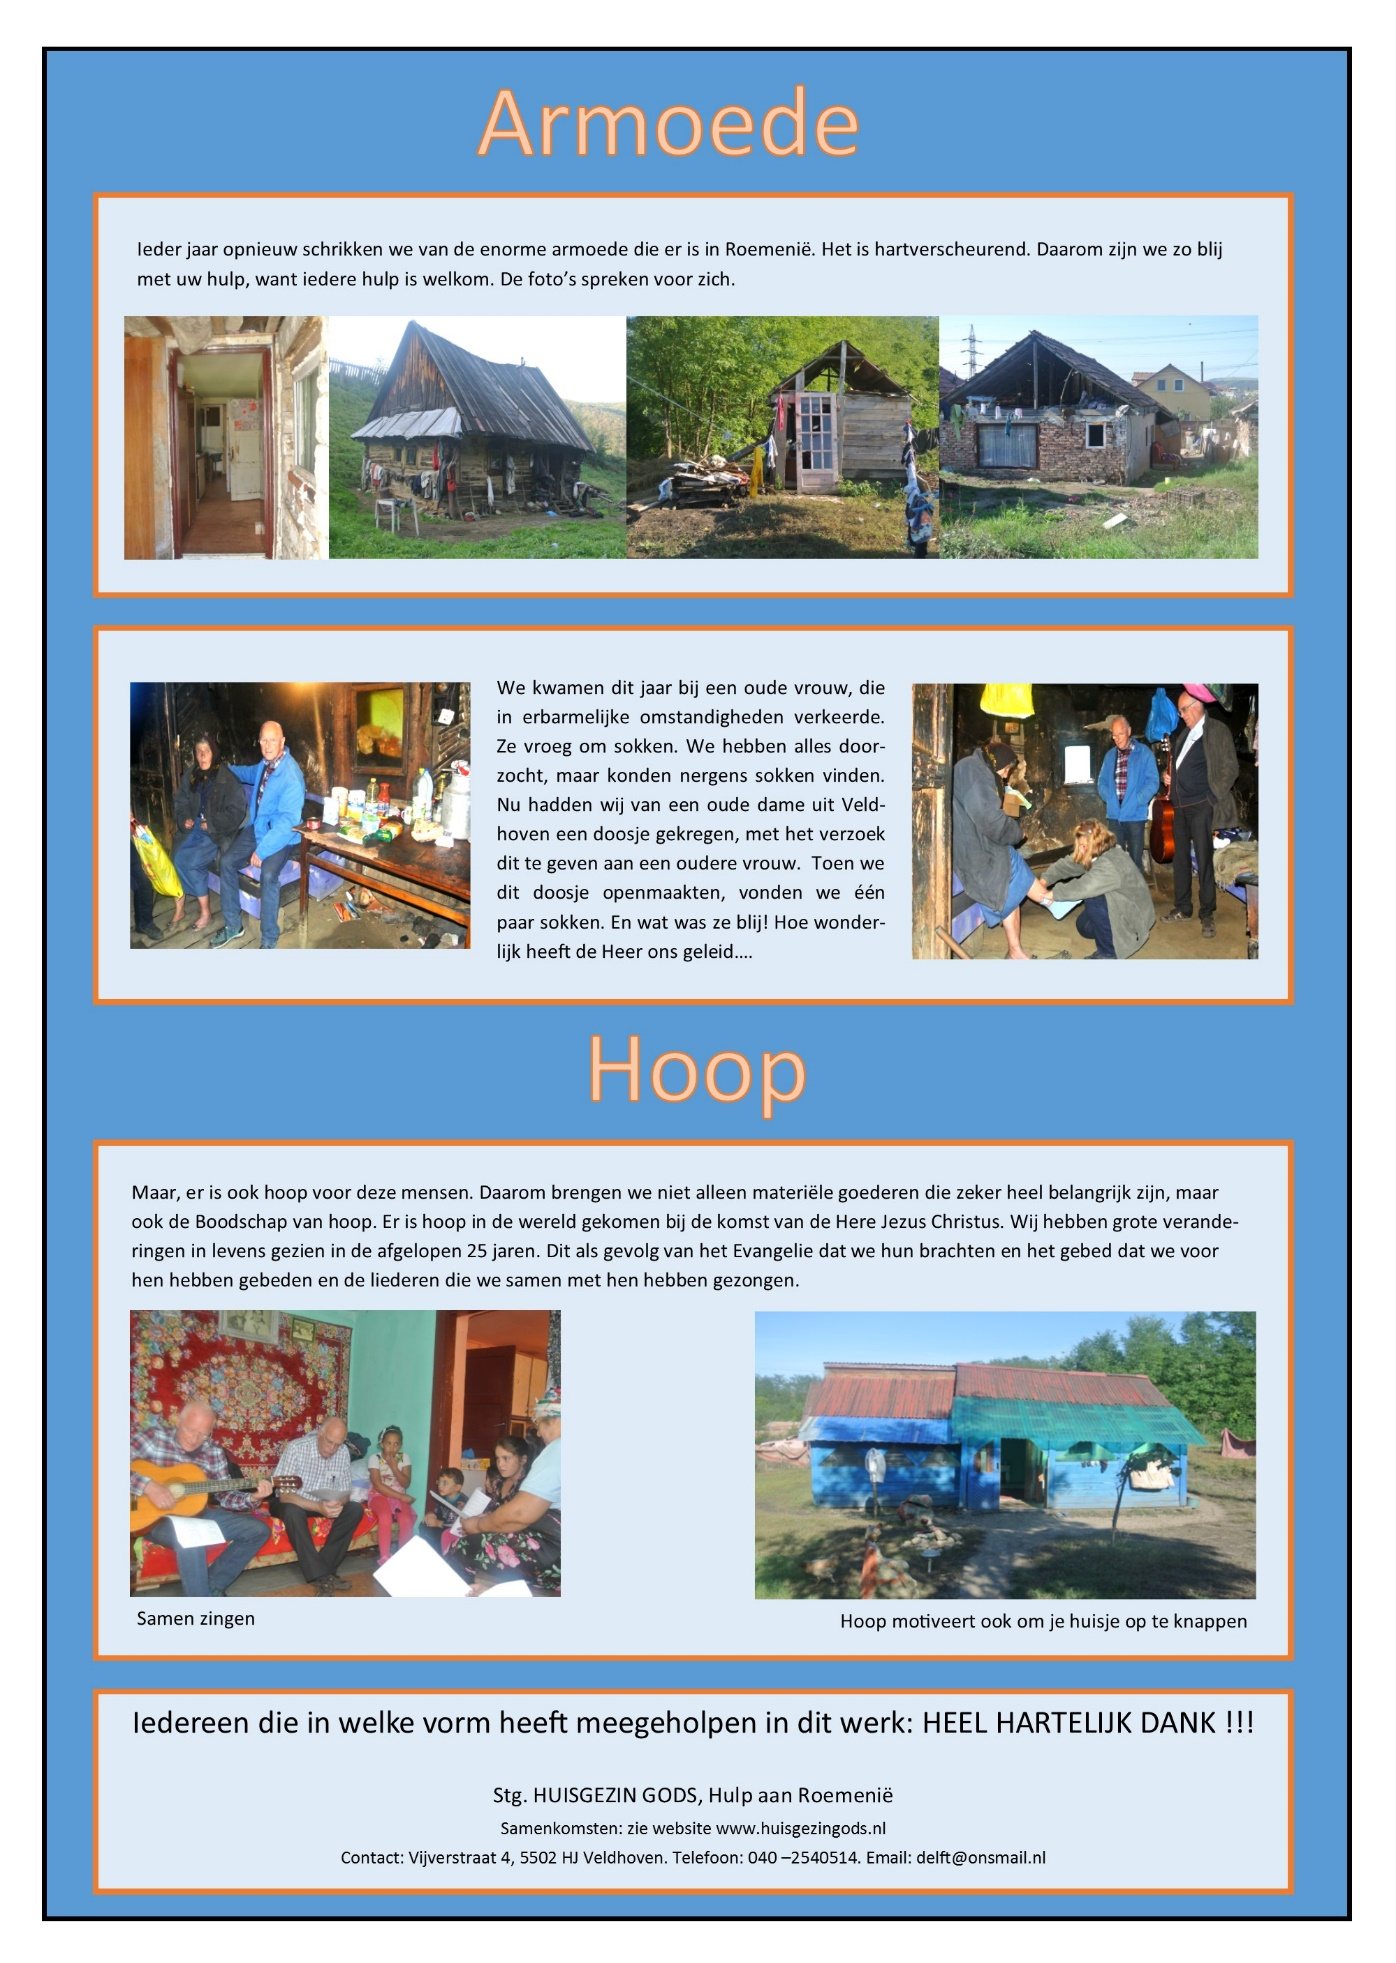 Armoede
Ieder jaar opnieuw schrikken we van de enorme armoede die er is in Roemenië. Het is hartverscheurend. Daarom zijn we zo blij
met uw hulp, want iedere hulp is welkom. De foto’s spreken voor zich.
We kwamen dit jaar bij een oude vrouw, die
in erbarmelijke omstandigheden verkeerde.
Ze vroeg om sokken. We hebben alles door-
zocht, maar konden nergens sokken vinden.
Nu hadden wij van een oude dame uit Veld-
hoven een doosje gekregen, met het verzoek
dit te geven aan een oudere vrouw. Toen we
dit doosje openmaakten, vonden we één
paar sokken. En wat was ze blij! Hoe wonder-
lijk heeft de Heer ons geleid....
Hoop
Maar, er is ook hoop voor deze mensen. Daarom brengen we niet alleen materiële goederen die zeker heel belangrijk zijn, maar
ook de Boodschap van hoop. Er is hoop in de wereld gekomen bij de komst van de Here Jezus Christus. Wij hebben grote verande-
ringen in levens gezien in de afgelopen 25 jaren. Dit als gevolg van het Evangelie dat we hun brachten en het gebed dat we voor
hen hebben gebeden en de liederen die we samen met hen hebben gezongen.
Samen zingen
Hoop motiveert ook om je huisje op te knappen
Iedereen die in welke vorm heeft meegeholpen in dit werk: HEEL HARTELIJK DANK !!!
Stg. HUISGEZIN GODS, Hulp aan Roemenië
Samenkomsten: zie website www.huisgezingods.nl
Contact: Vijverstraat 4, 5502 HJ Veldhoven. Telefoon: 040 –2540514. Email: delft@onsmail.nl